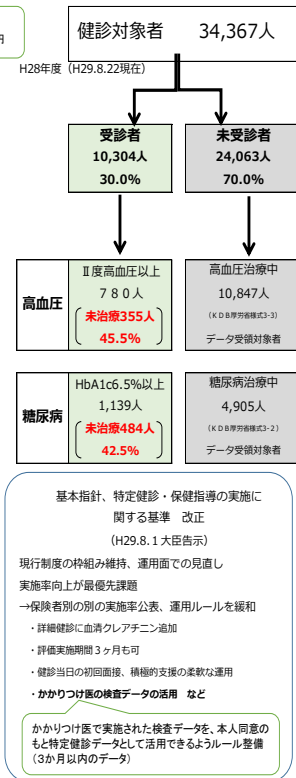 円
健診対象者 34,367人
H28年度（H29.8.22現在）
受診者
10,304人
30.0%
未受診者
24,063人
70.0%
高血圧
Ⅱ度高血圧以上
７８０人
未治療355人
45.5%
高血圧治療中
10,847人
（ＫＤＢ厚労省様式3-3）
データ受領対象者
糖尿病
HbA1c6.5%以上
1,139人
未治療484人
42.5%
糖尿病治療中
4,905人
（ＫＤＢ厚労省様式3-2）
データ受領対象者
基本指針、特定健診・保健指導の実施に
関する基準　改正
（H29.8.１大臣告示）
現行制度の枠組み維持、運用面での見直し
実施率向上が最優先課題
→保険者別の別の実施率公表、運用ルールを緩和
・詳細健診に血清クレアチニン追加
・評価実施期間３ヶ月も可
・健診当日の初回面接、積極的支援の柔軟な運用
・かかりつけ医の検査データの活用　など
かかりつけ医で実施された検査データを、本人同意の
もと特定健診データとして活用できるようルール整備
（3か月以内のデータ）